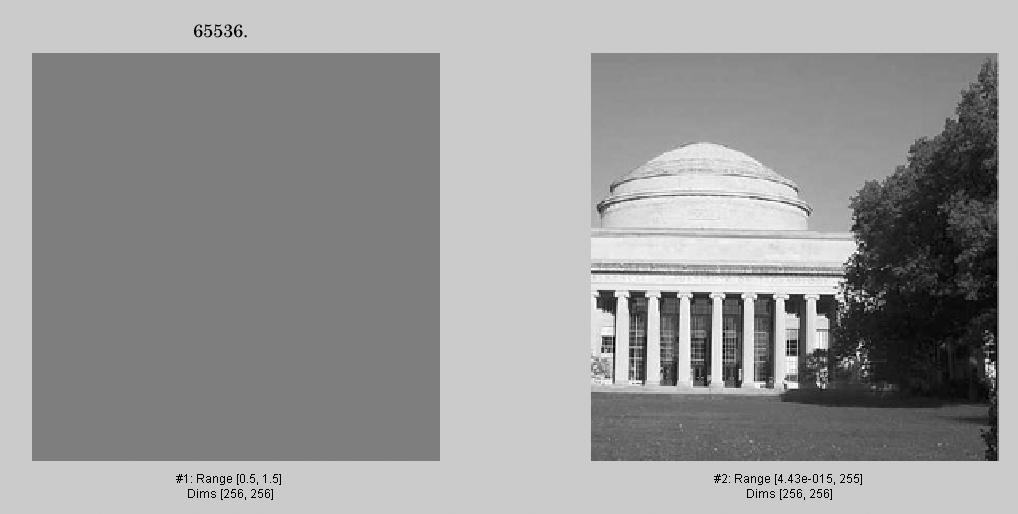 65536.
#1: Range [0.5, 1.5]
Dims [256, 256]
#2: Range [4.43e-015, 255]
Dims [256, 256]